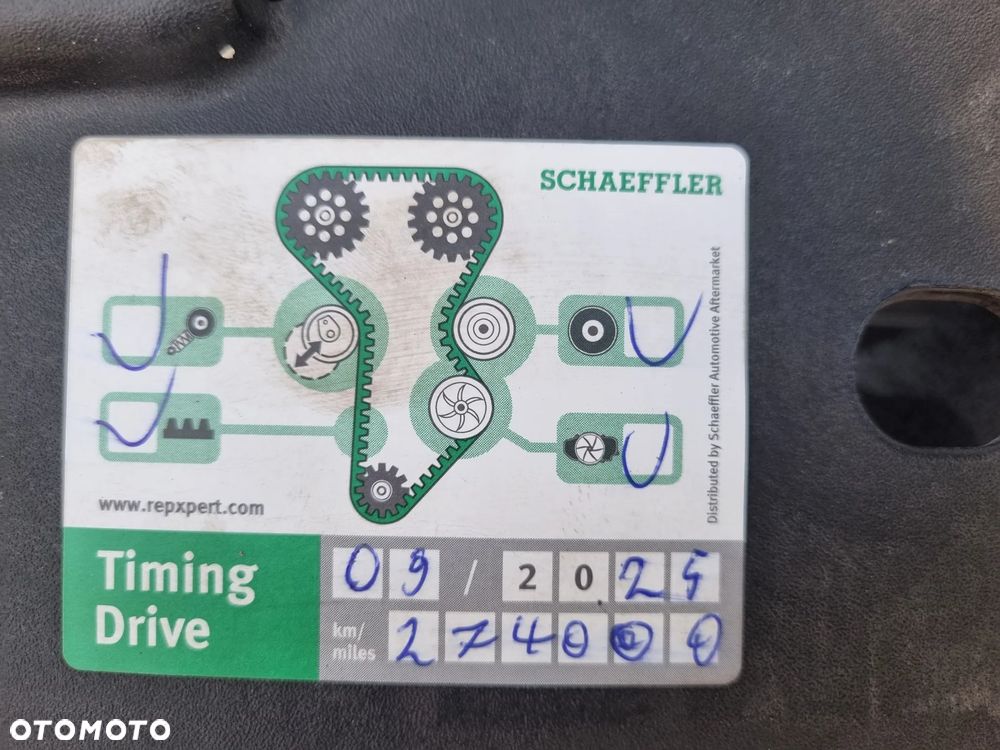 SCHAEFFLER
Distributed by Schaeffler Automotive Aftermarket
www.repxpert.com
Timing
Drive
09 / 2025
km/
miles
274000
OTOMOTO